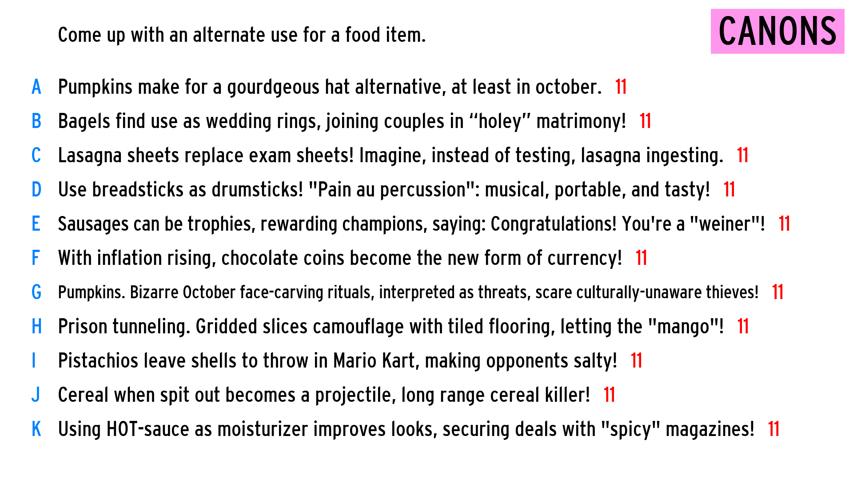 Come up with an alternate use for a food item.
CANONS
A Pumpkins make for a gourdgeous hat alternative, at least in october. 11
B Bagels find use as wedding rings, joining couples in “holey” matrimony! 11
C Lasagna sheets replace exam sheets! Imagine, instead of testing, lasagna ingesting. 11
D Use breadsticks as drumsticks! "Pain au percussion": musical, portable, and tasty! 11
E Sausages can be trophies, rewarding champions, saying: Congratulations! You're a "weiner"! 11
F With inflation rising, chocolate coins become the new form of currency! 11
G Pumpkins. Bizarre October face-carving rituals, interpreted as threats, scare culturally-unaware thieves! 11
H Prison tunneling. Gridded slices camouflage with tiled flooring, letting the "mango"! 11
I Pistachios leave shells to throw in Mario Kart, making opponents salty! 11
J Cereal when spit out becomes a projectile, long range cereal killer! 11
K Using HOT-sauce as moisturizer improves looks, securing deals with "spicy" magazines! 11